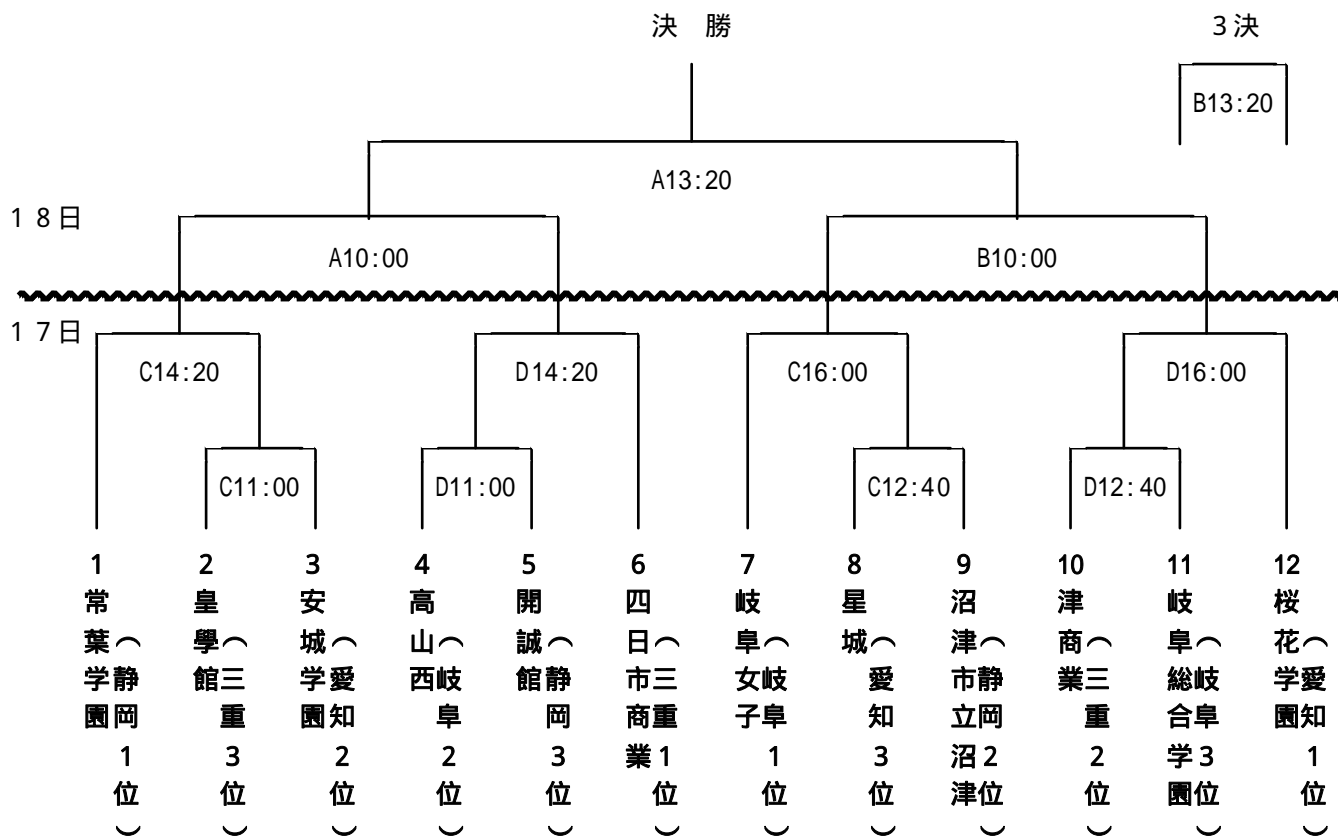 決　勝
3決
B13:20
A13:20
18日
A10:00
B10:00
17日
C14:20
D14:20
C16:00
D16:00
C11:00
D11:00
C12:40
D12:40
1
常葉学園
（静岡1位）
2
皇學館
（三重3位）
3
安城学園
（愛知2位）
4
高山西
（岐阜2位）
5
開誠館
（静岡3位）
6
四日市商業
（三重1位）
7
岐阜女子
（岐阜1位）
8
星城
（愛知3位）
9
沼津市立沼津
（静岡2位）
10
津商業
（三重2位）
11
岐阜総合学園
（岐阜3位）
12
桜花学園
（愛知1位）